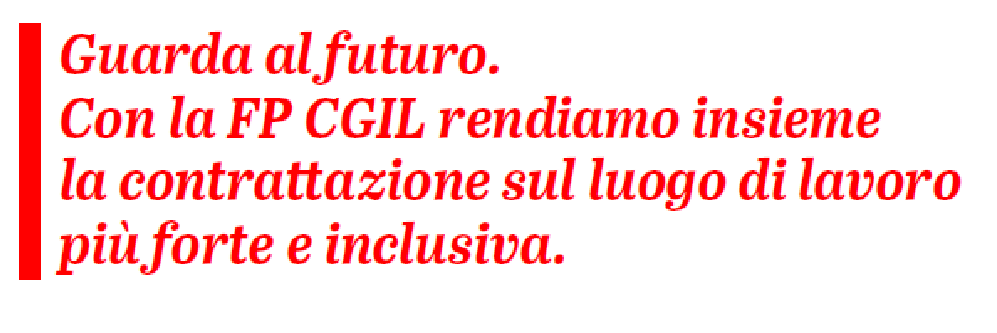 Guarda al futuro.
Con la FP CGIL rendiamo insieme
la contrattazione sul luogo di lavoro
più forte e inclusiva.